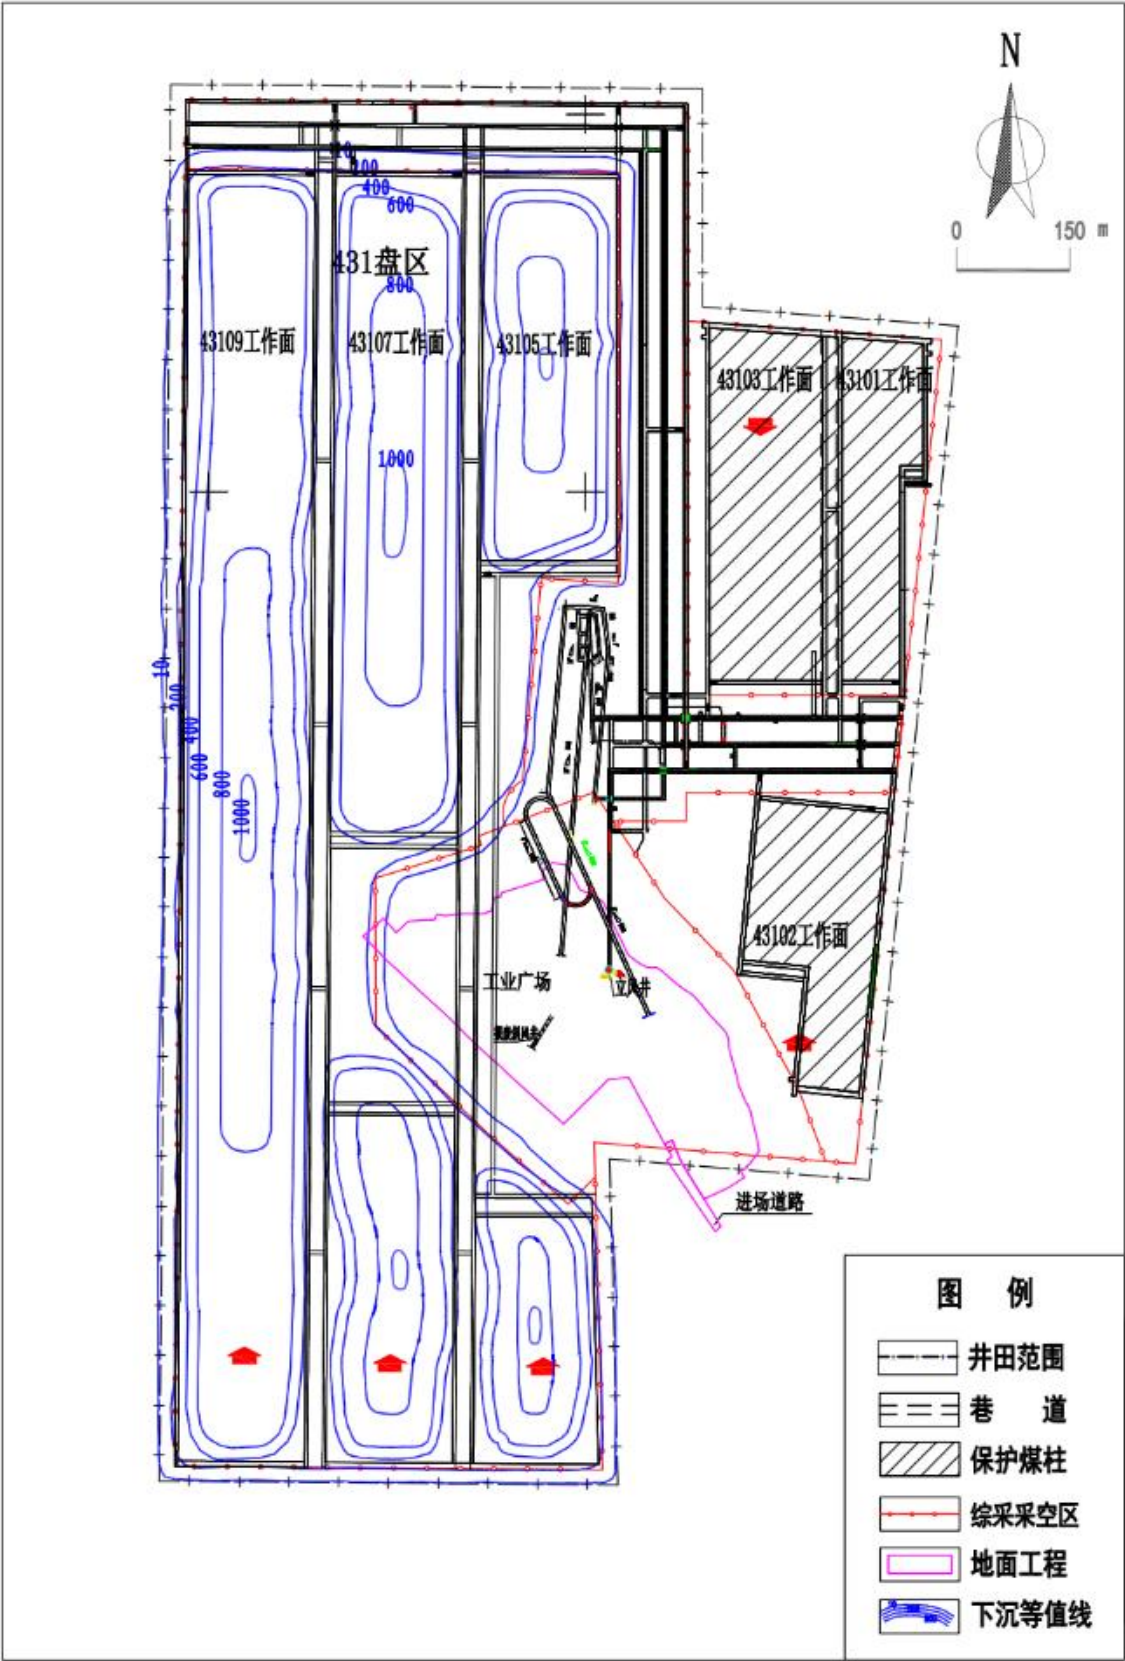 N
0 150 m
10
200
400
600
431盘区
800
43109工作面
43107工作面
43105工作面
43103工作面
43101工作面
1000
10
200
400
600
800
1000
43102工作面
工业广场
立风井
进场道路
图 例
井田范围
巷 道
保护煤柱
综采采空区
地面工程
下沉等值线